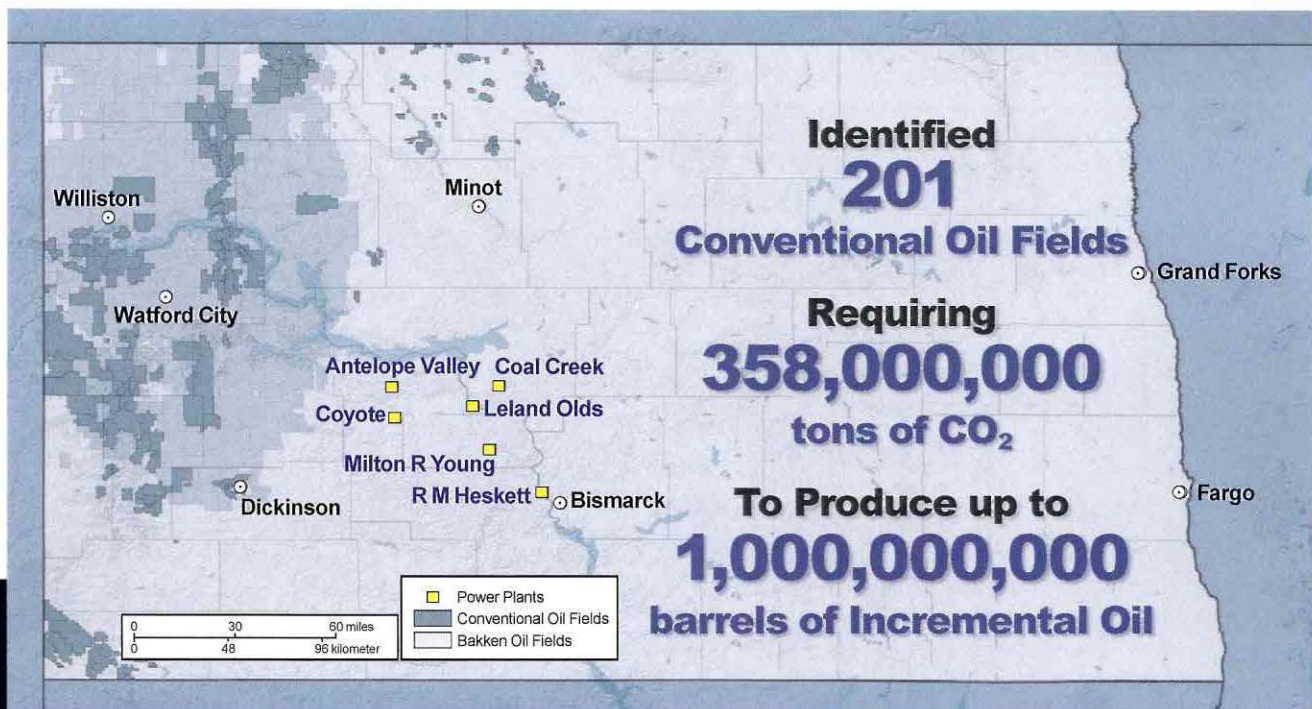 Identified
201
Conventional Oil Fields
Requiring
358,000,000
tons of CO₂
To Produce up to
1,000,000,000
barrels of Incremental Oil
Williston
Minot
Watford City
Grand Forks
Antelope Valley
Coal Creek
Coyote
Leland Olds
Milton R Young
R M Heskett
Bismarck
Dickinson
Fargo
0 30 60 miles
0 48 96 kilometer
Power Plants
Conventional Oil Fields
Bakken Oil Fields